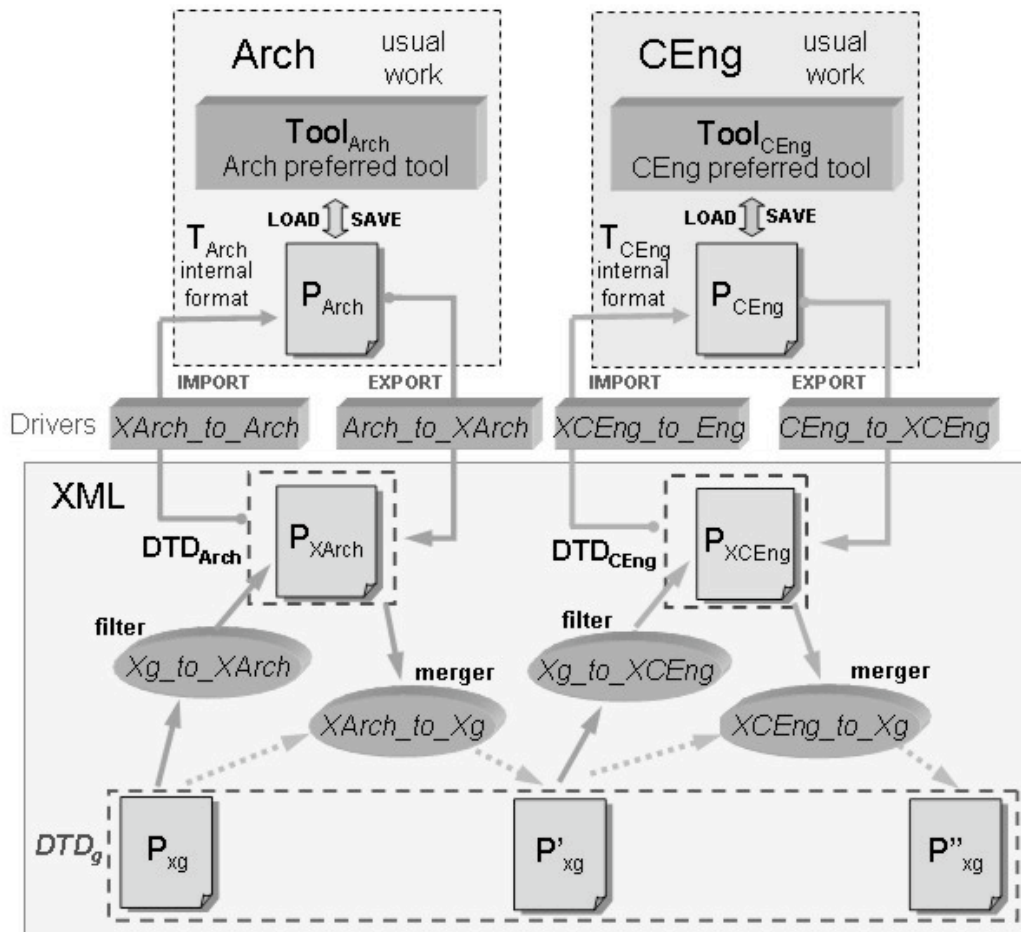 Arch
usual
work
Tool_Arch
Arch preferred tool
LOAD SAVE
T_Arch
internal
format
P_Arch
IMPORT
EXPORT
CEng
usual
work
Tool_CEng
CEng preferred tool
LOAD SAVE
T_CEng
internal
format
P_CEng
IMPORT
EXPORT
Drivers
XArch_to_Arch
Arch_to_XArch
XCEng_to_Eng
CEng_to_XCEng
XML
DTD_Arch
P_XArch
DTD_CEng
P_XCEng
filter
Xg_to_XArch
merger
XArch_to_Xg
filter
Xg_to_XCEng
merger
XCEng_to_Xg
DTD_g
P_xg
P'_xg
P"_xg